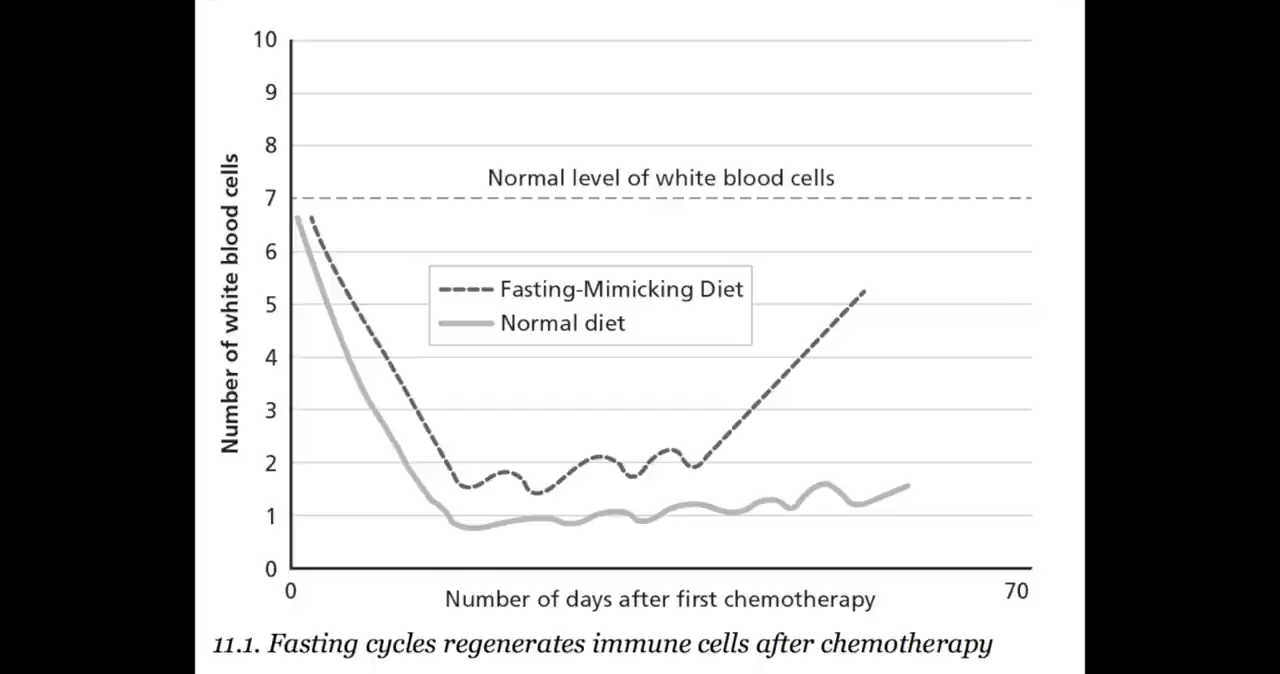 10
9
8
7
6
5
4
3
2
1
0
Number of white blood cells
Normal level of white blood cells
Fasting-Mimicking Diet
Normal diet
0
70
Number of days after first chemotherapy
11.1. Fasting cycles regenerates immune cells after chemotherapy